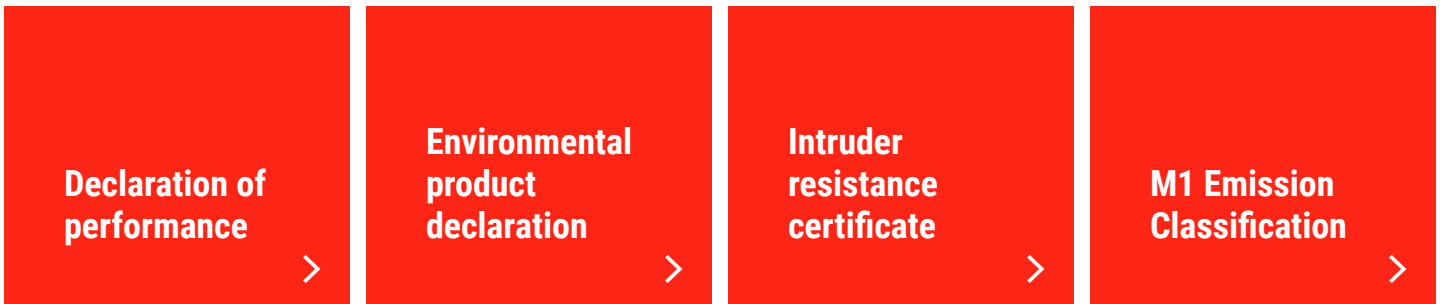 Declaration of
performance
Environmental
product
declaration
Intruder
resistance
certificate
M1 Emission
Classification